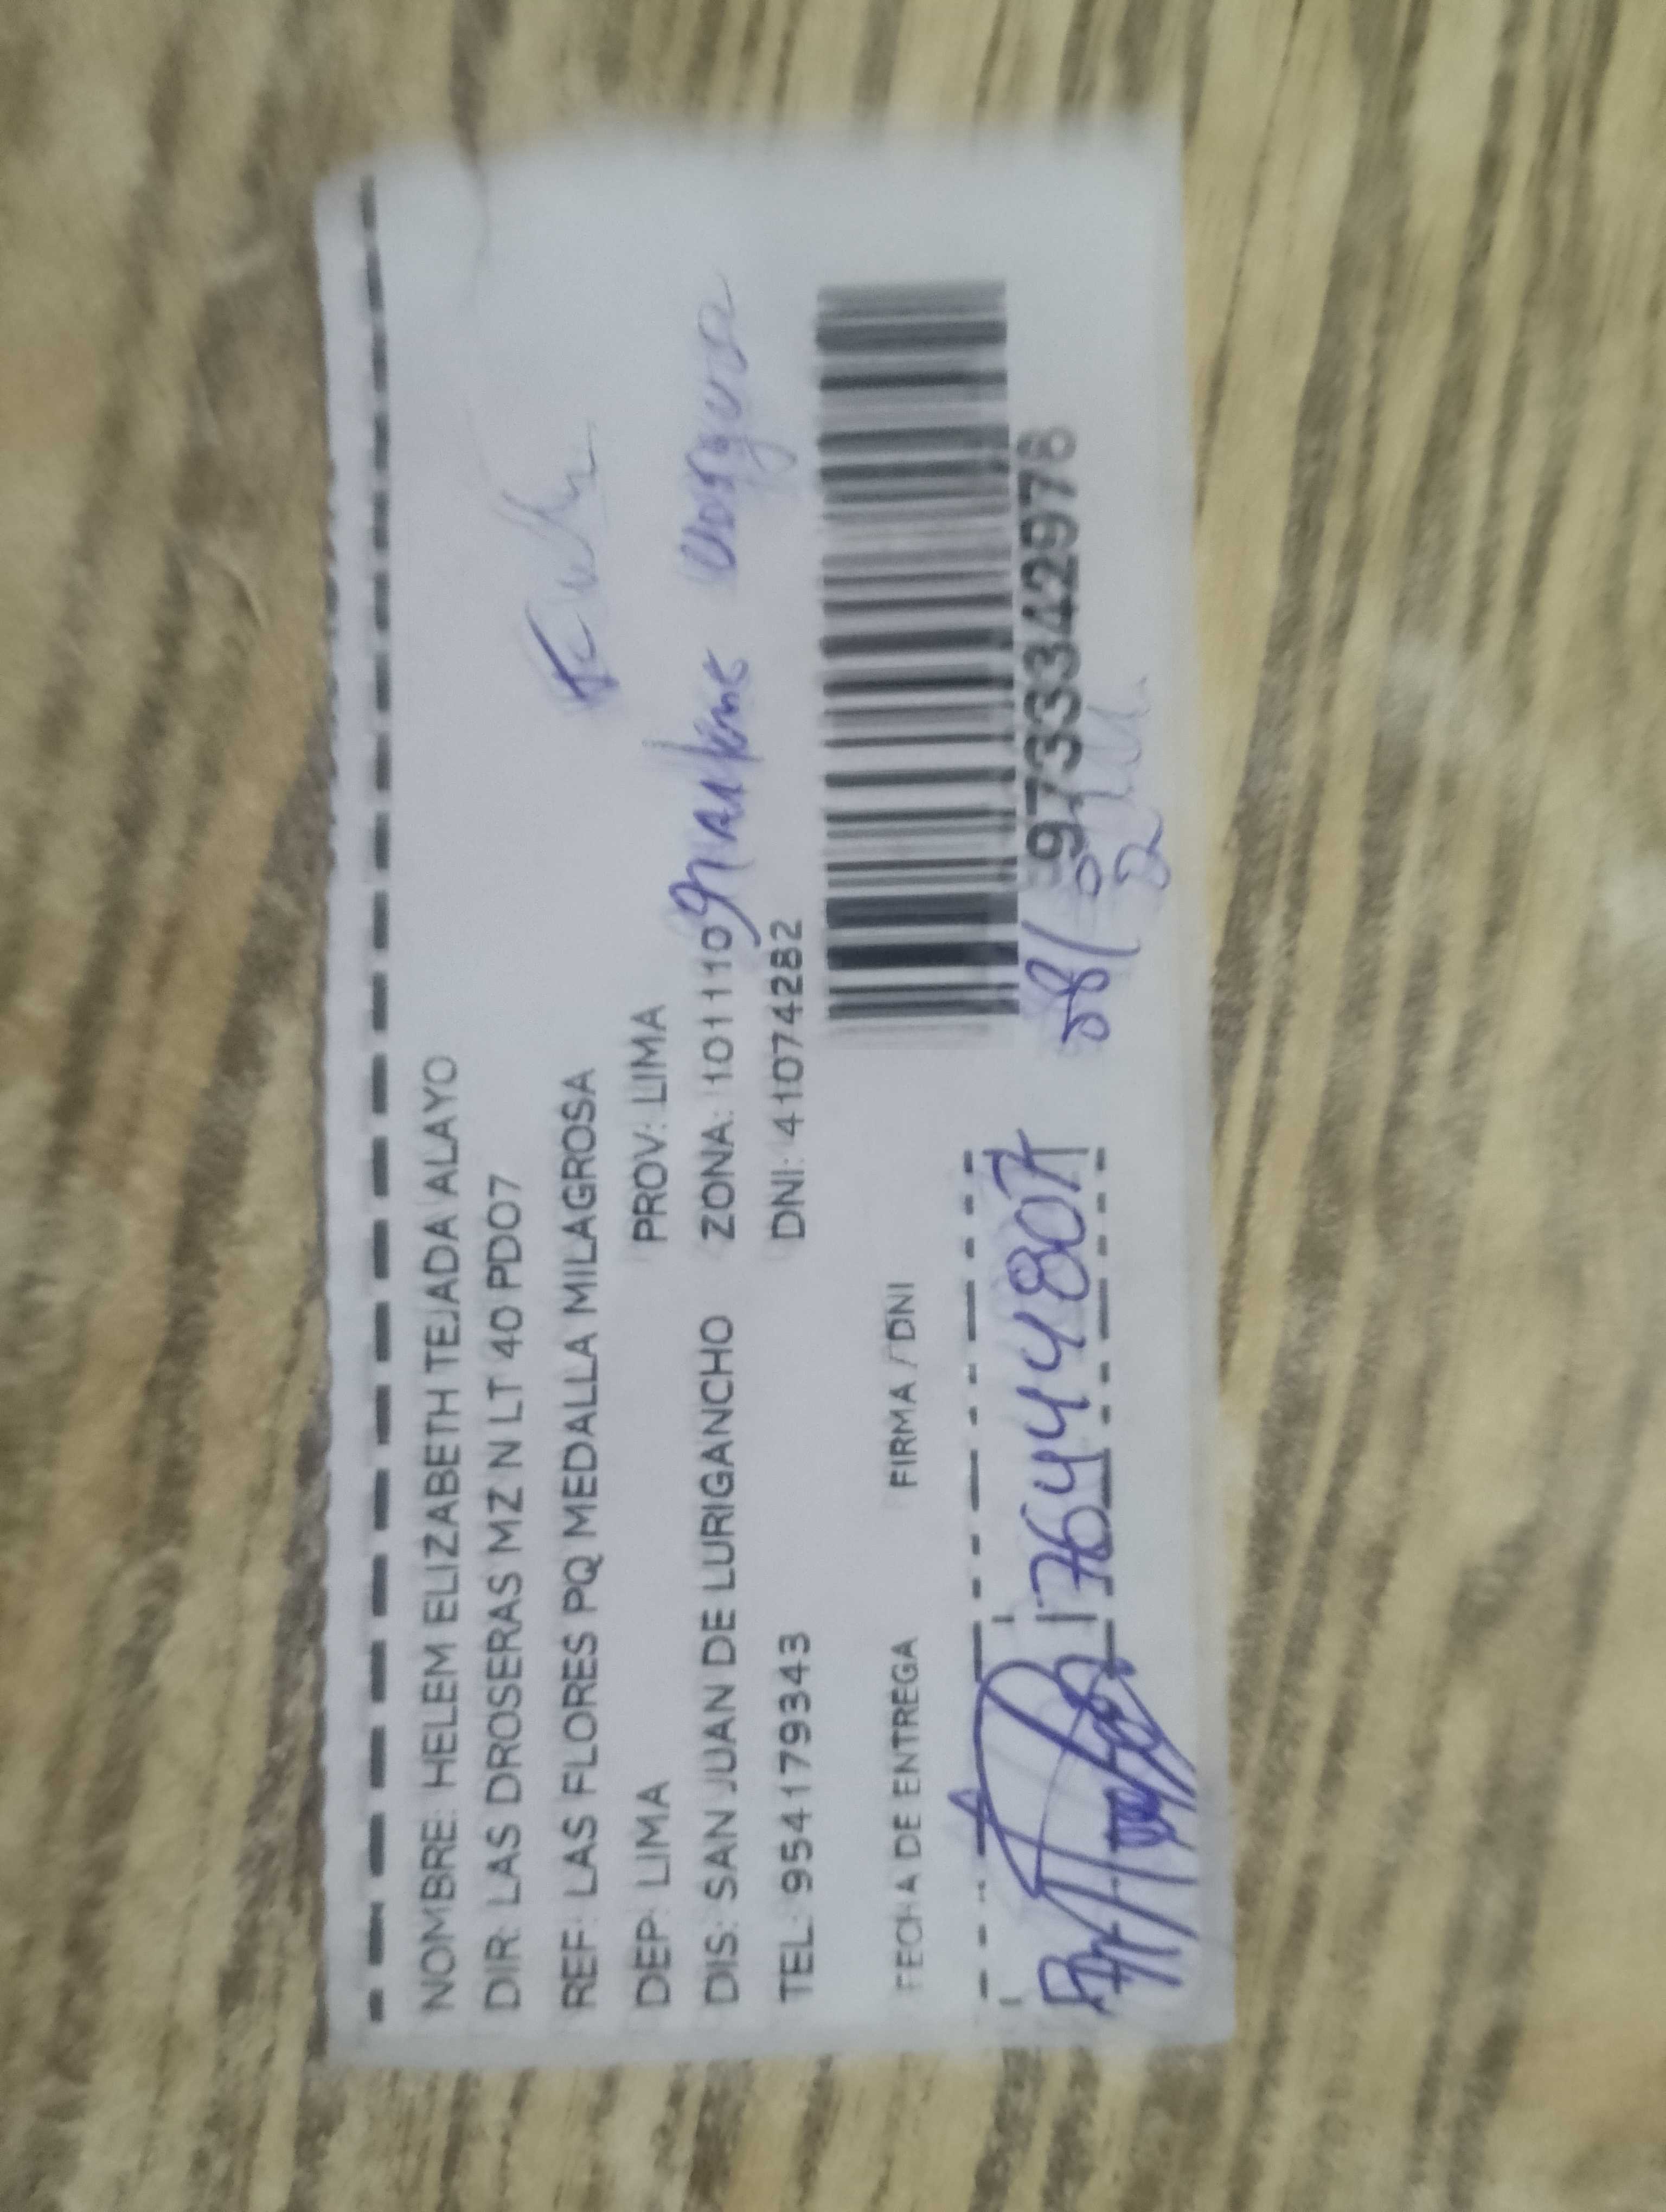 NOMBRE: HELEM ELIZABETH TEJADA ALAYO
DIR: LAS DROSERAS MZ N LT 40 PDO7
REF: LAS FLORES PQ MEDALLA MILAGROSA
DEP: LIMA PROV: LIMA
DIS: SAN JUAN DE LURIGANCHO ZONA: 1011110
TEL: 954179343 DNI: 41074282
FECHA DE ENTREGA FIRMA / DNI
9733342978
76444807